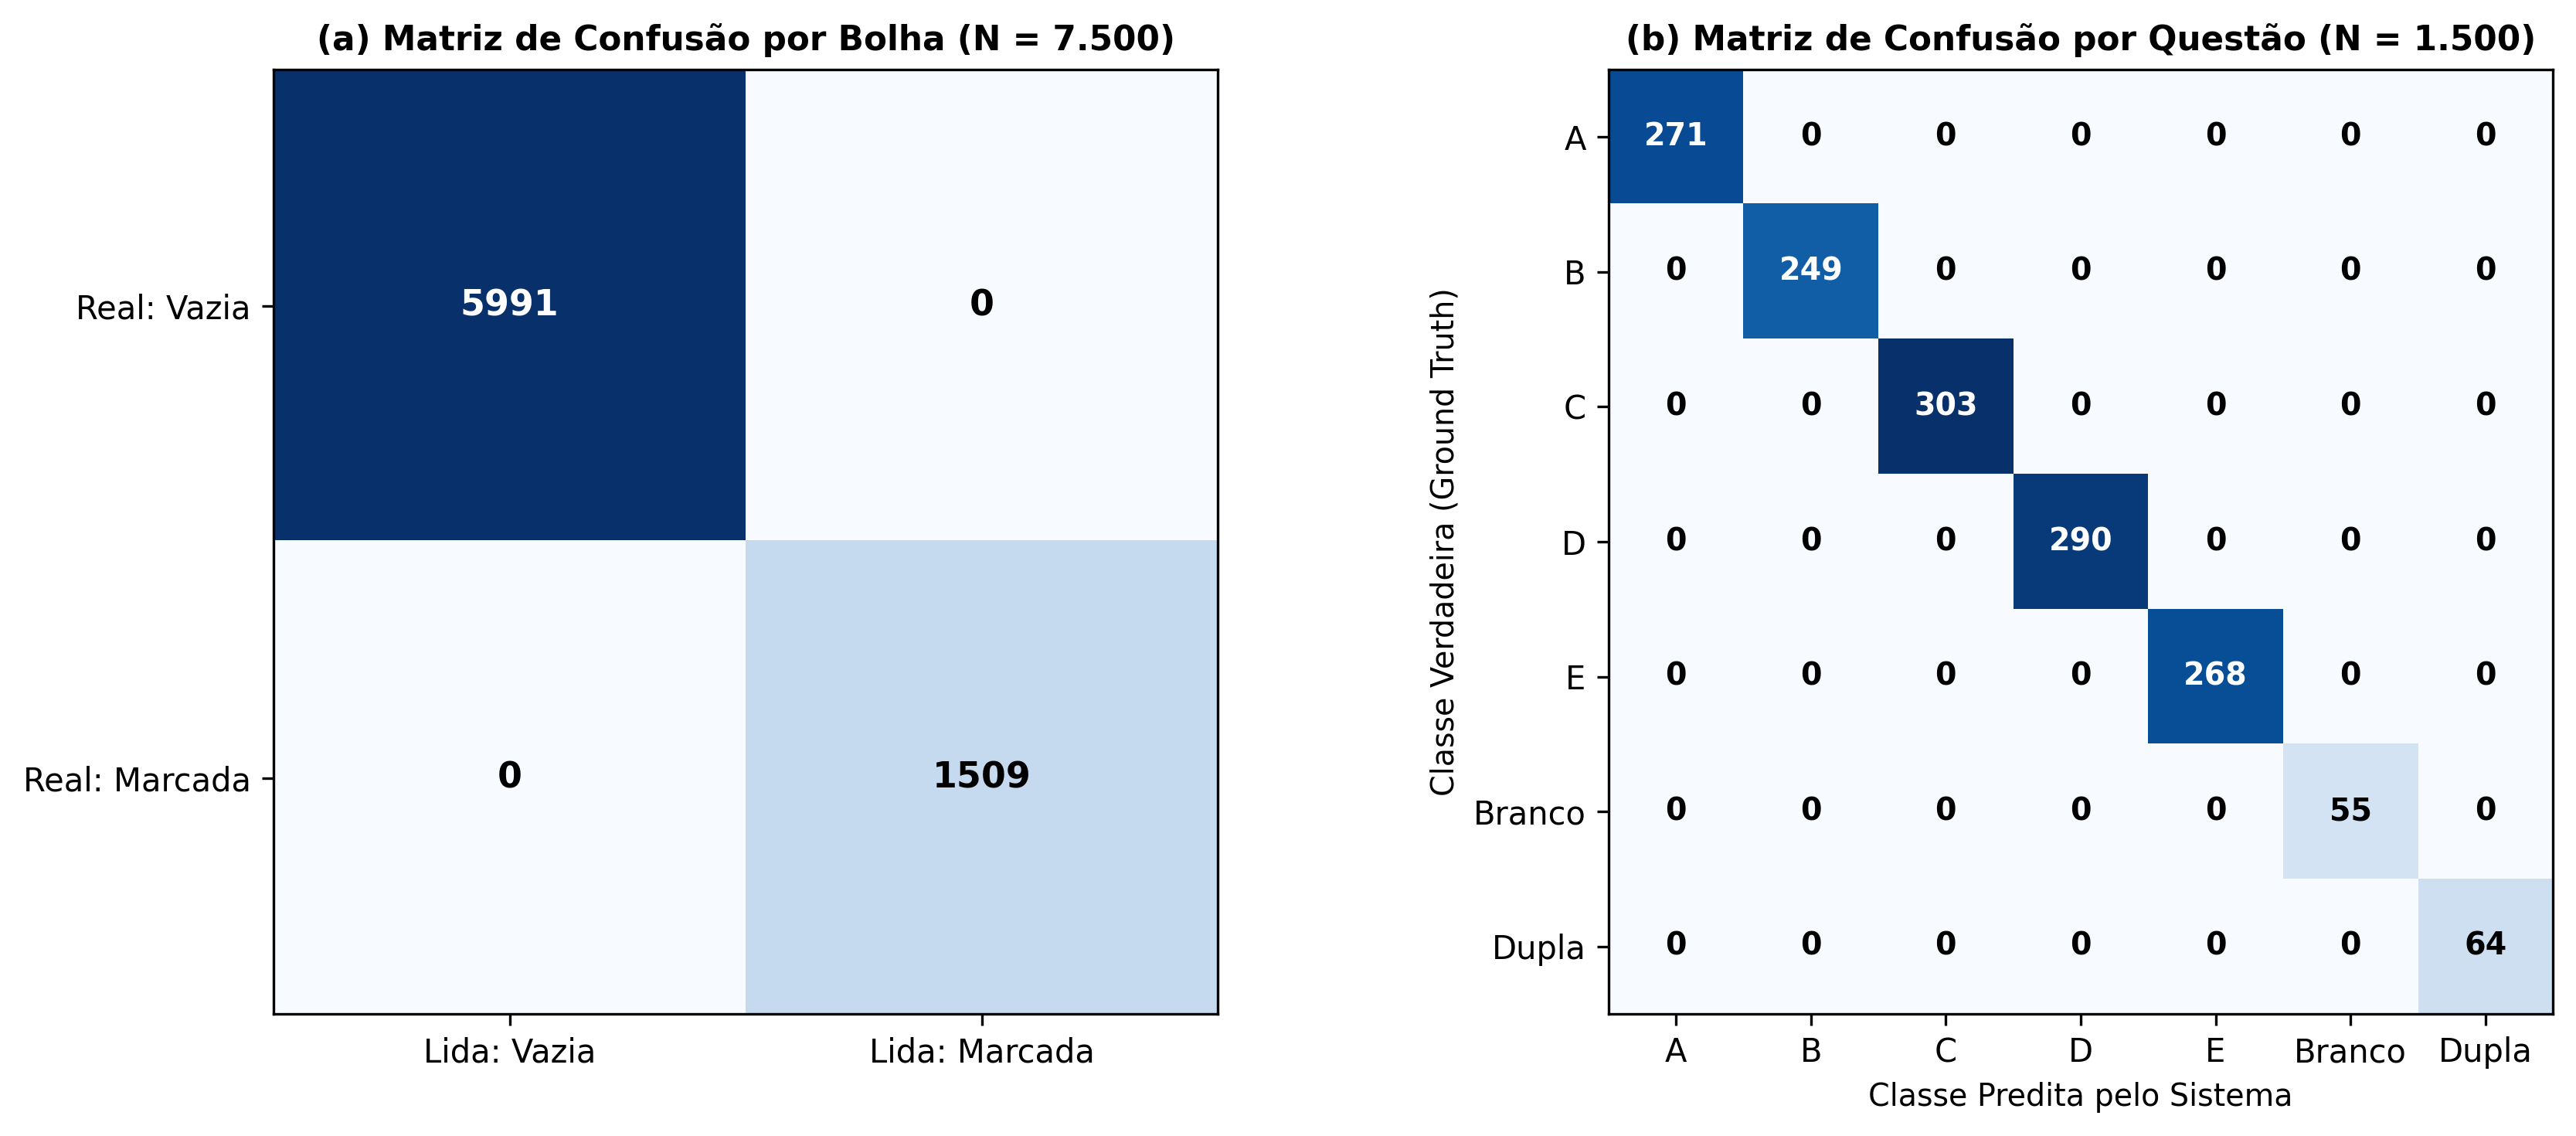 (a) Matriz de Confusão por Bolha (N = 7.500)
Real: Vazia 5991 0
Real: Marcada 0 1509
Lida: Vazia Lida: Marcada
(b) Matriz de Confusão por Questão (N = 1.500)
Classe Verdadeira (Ground Truth)
A 271 0 0 0 0 0 0
B 0 249 0 0 0 0 0
C 0 0 303 0 0 0 0
D 0 0 0 290 0 0 0
E 0 0 0 0 268 0 0
Branco 0 0 0 0 0 55 0
Dupla 0 0 0 0 0 0 64
A B C D E Branco Dupla
Classe Predita pelo Sistema